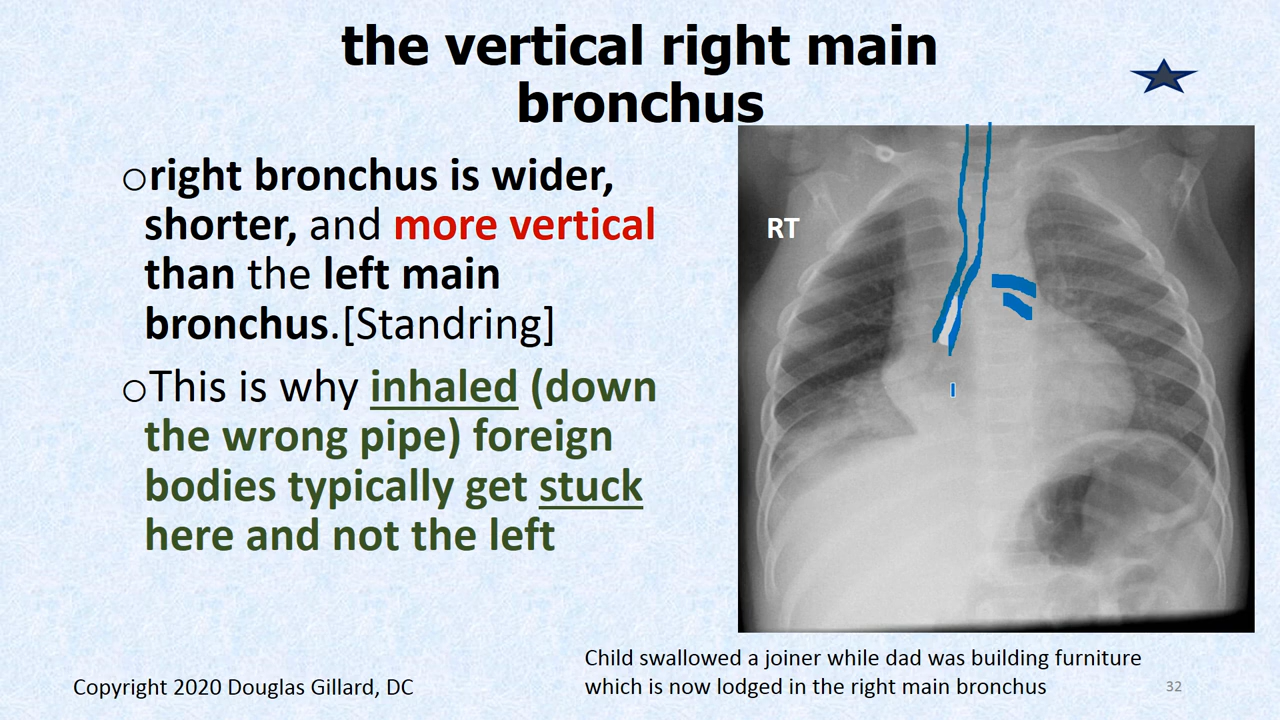 the vertical right main
bronchus
○right bronchus is wider,
shorter, and more vertical
than the left main
bronchus.[Standring]
○This is why inhaled (down
the wrong pipe) foreign
bodies typically get stuck
here and not the left
RT
Child swallowed a joiner while dad was building furniture
which is now lodged in the right main bronchus
Copyright 2020 Douglas Gillard, DC
32